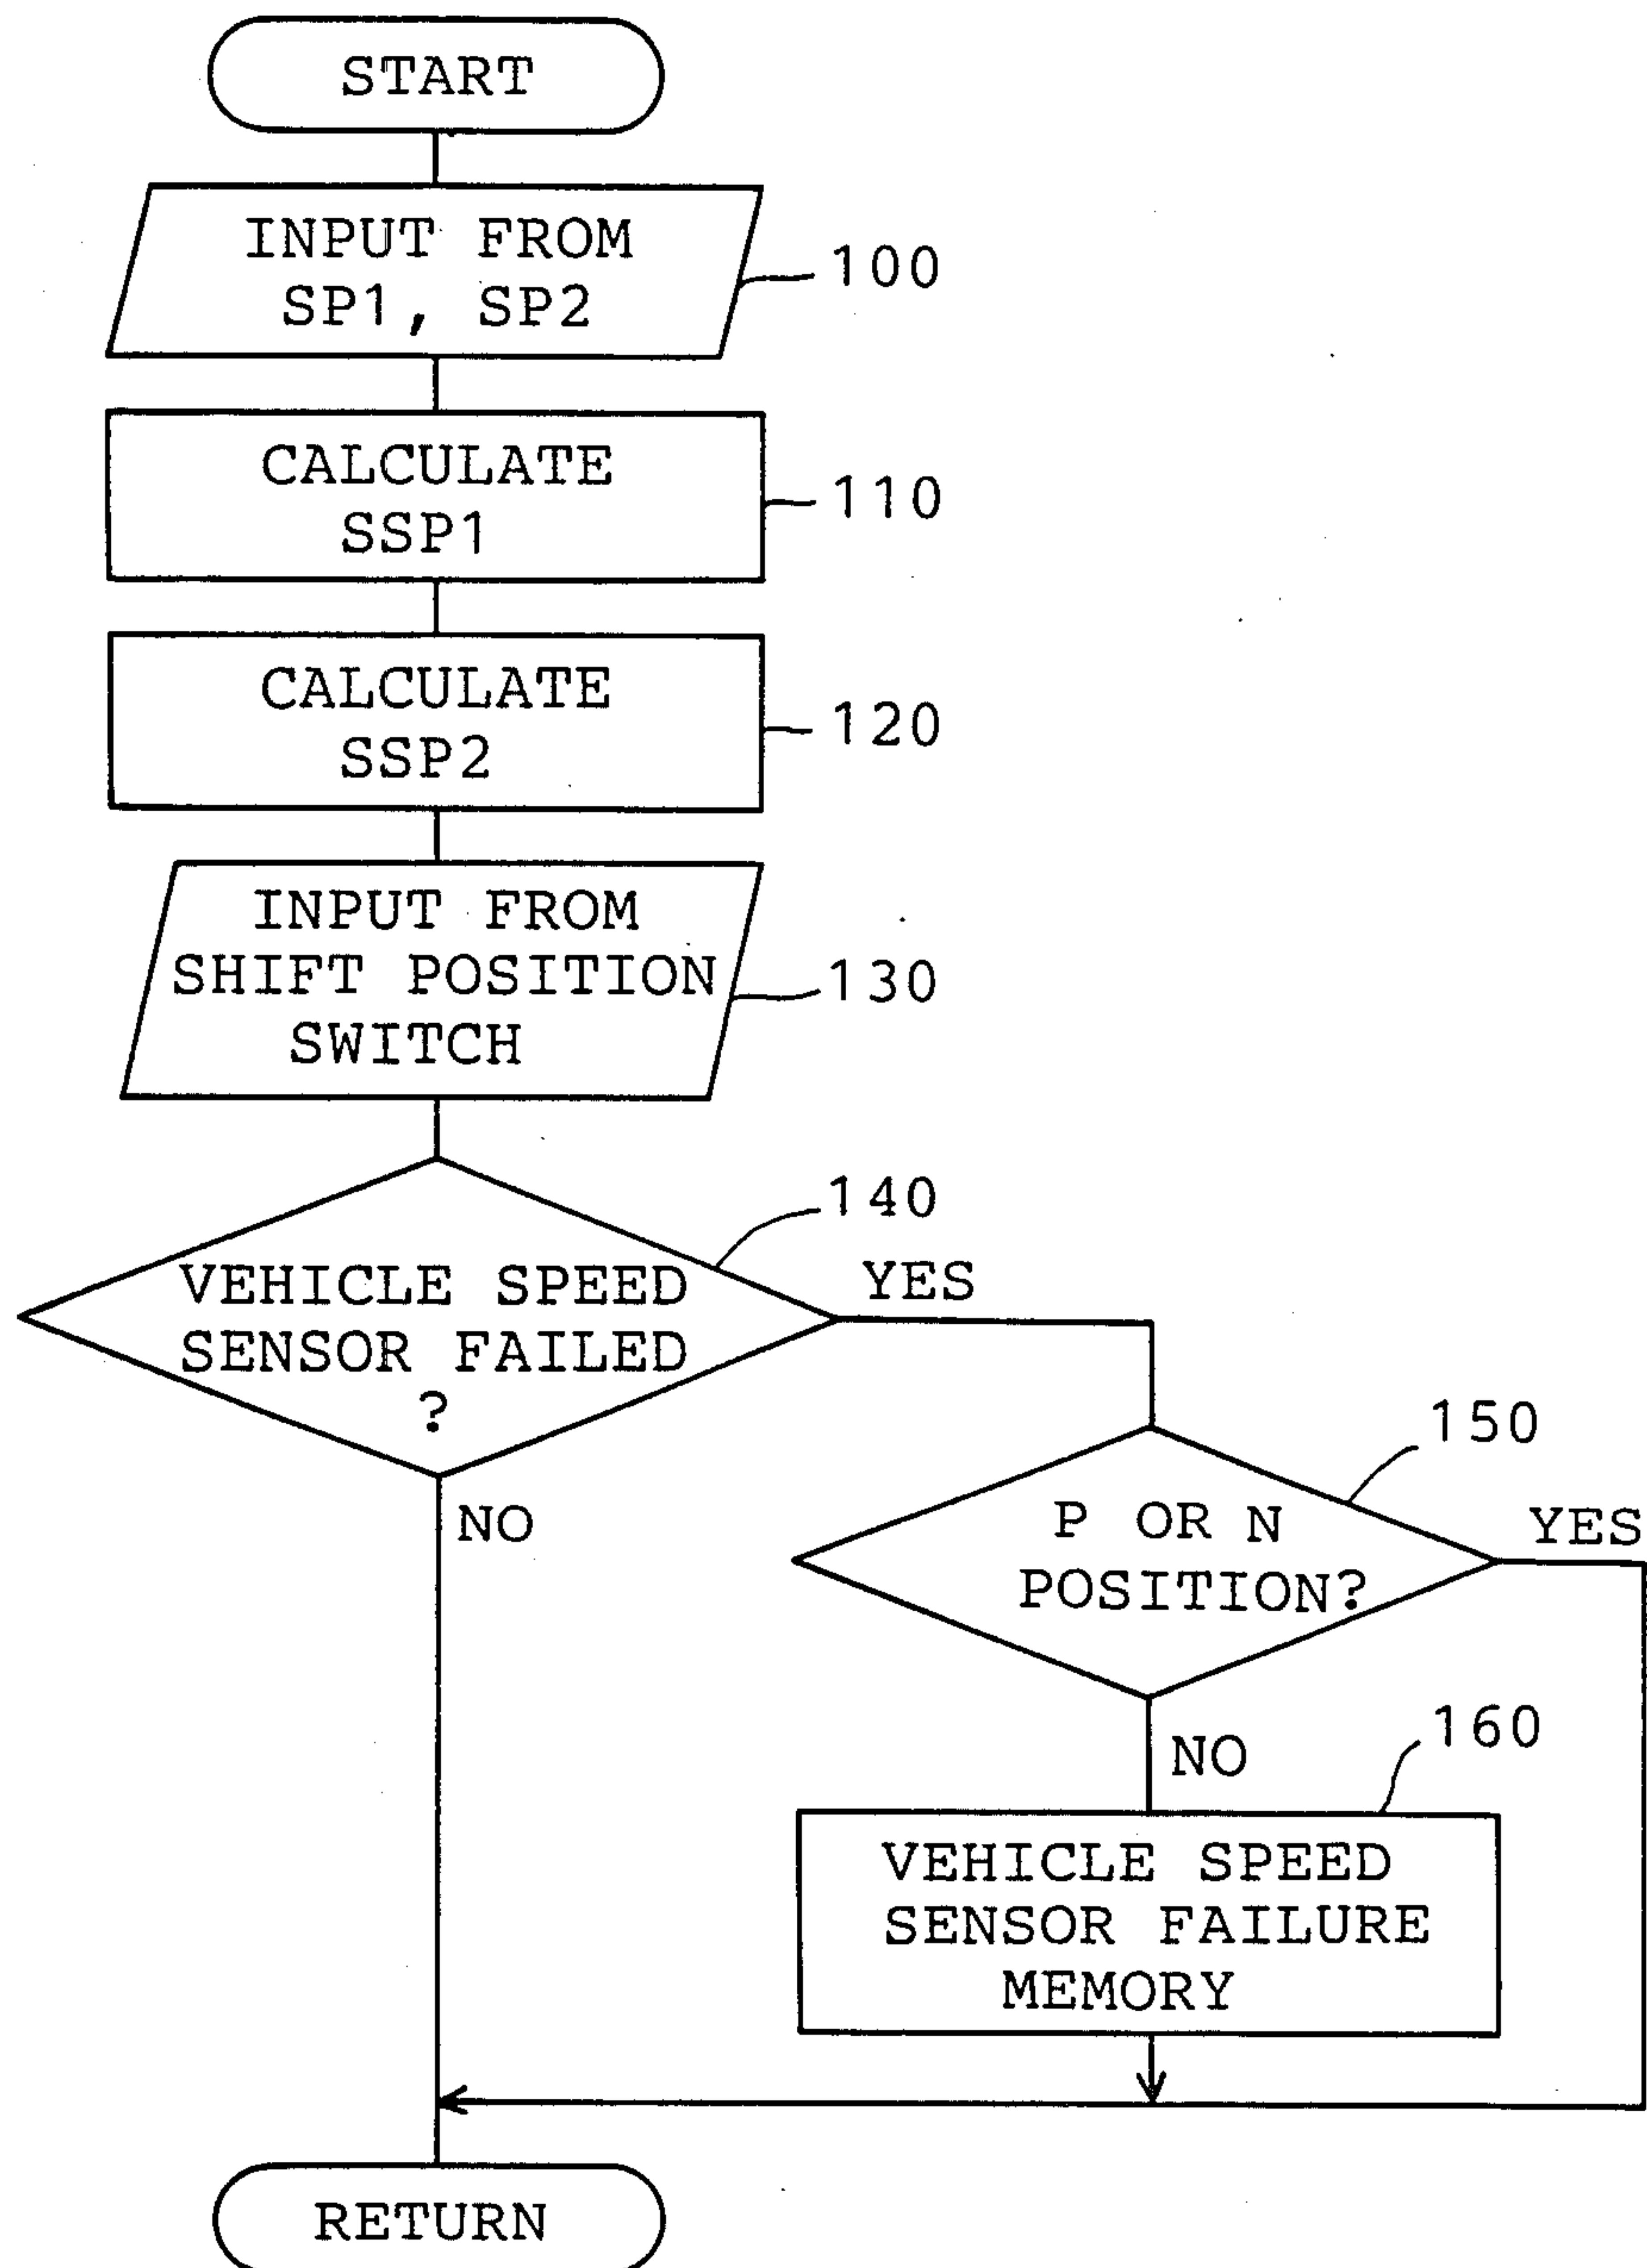 START
INPUT FROM
SP1, SP2
100
CALCULATE
SSP1
110
CALCULATE
SSP2
120
INPUT FROM
SHIFT POSITION
SWITCH
130
140
VEHICLE SPEED
SENSOR FAILED
?
YES
NO
150
P OR N
POSITION?
YES
NO
160
VEHICLE SPEED
SENSOR FAILURE
MEMORY
RETURN